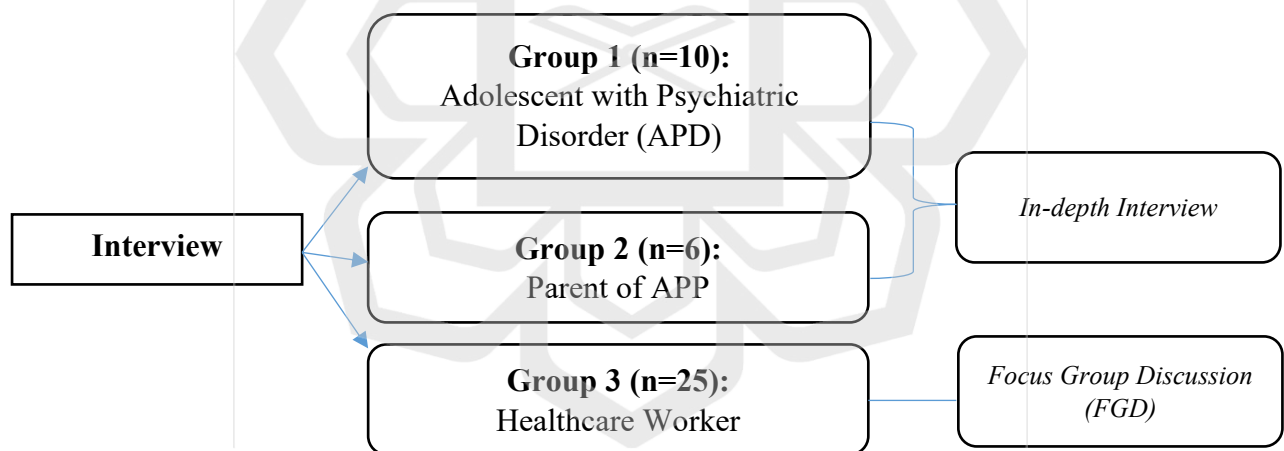 Group 1 (n=10):
Adolescent with Psychiatric
Disorder (APD)
In-depth Interview
Interview
Group 2 (n=6):
Parent of APP
Group 3 (n=25):
Healthcare Worker
Focus Group Discussion
(FGD)